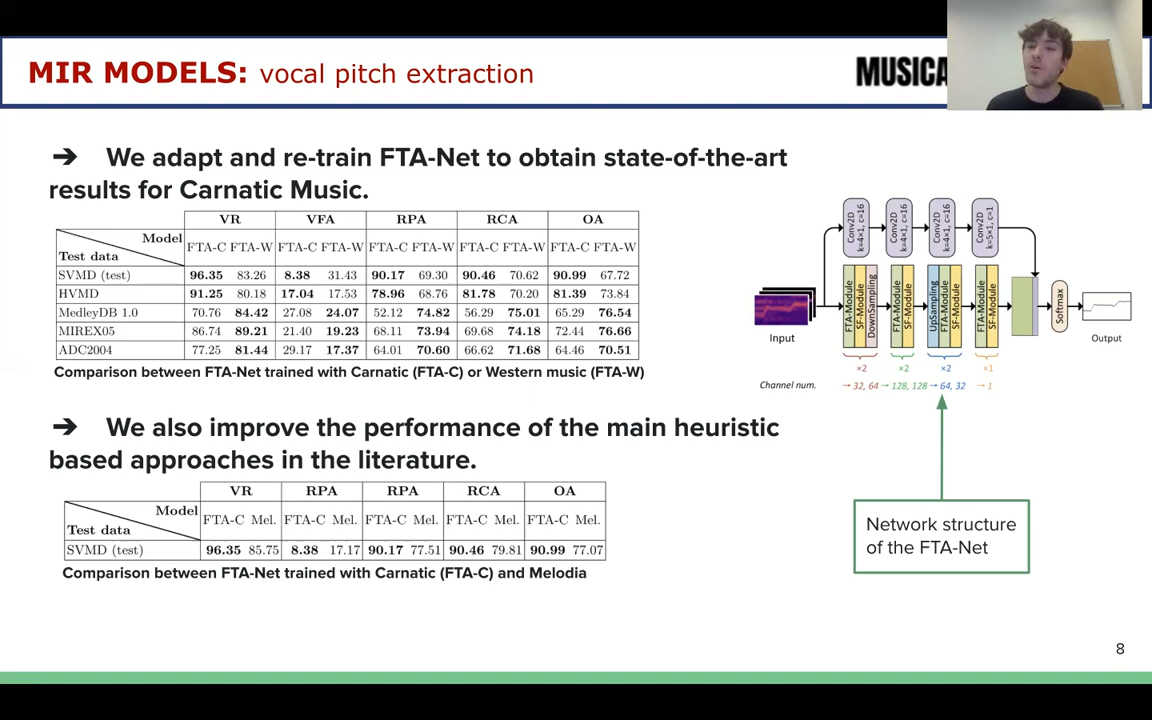 MIR MODELS: vocal pitch extraction
MUSICA
➔ We adapt and re-train FTA-Net to obtain state-of-the-art
results for Carnatic Music.
VR VFA RPA RCA OA
Model
Test data
FTA-C FTA-W FTA-C FTA-W FTA-C FTA-W FTA-C FTA-W FTA-C FTA-W
SVMD (test) 96.35 83.26 8.38 31.43 90.17 69.30 90.46 70.62 90.99 67.72
HVMD 91.25 80.18 17.04 17.53 78.96 68.76 81.78 70.20 81.39 73.84
MedleyDB 1.0 70.76 84.42 27.08 24.07 52.12 74.82 56.29 75.01 65.29 76.54
MIREX05 86.74 89.21 21.40 19.23 68.11 73.94 69.68 74.18 72.44 76.66
ADC2004 77.25 81.44 29.17 17.37 64.01 70.60 66.62 71.68 64.46 70.51
Comparison between FTA-Net trained with Carnatic (FTA-C) or Western music (FTA-W)
➔ We also improve the performance of the main heuristic
based approaches in the literature.
VR RPA RPA RCA OA
Model
Test data
FTA-C Mel. FTA-C Mel. FTA-C Mel. FTA-C Mel. FTA-C Mel.
SVMD (test) 96.35 85.75 8.38 17.17 90.17 77.51 90.46 79.81 90.99 77.07
Comparison between FTA-Net trained with Carnatic (FTA-C) and Melodia
Conv2D
k=4×1, c=16
Conv2D
k=4×1, c=16
Conv2D
k=4×1, c=16
Conv2D
k=5×1, c=1
FTA-Module
SF-Module
DownSampling
FTA-Module
SF-Module
UpSampling
FTA-Module
SF-Module
FTA-Module
SF-Module
Softmax
Input
Output
×2 ×2 ×2 ×1
Channel num. → 32, 64 → 128, 128 → 64, 32 → 1
Network structure
of the FTA-Net
8